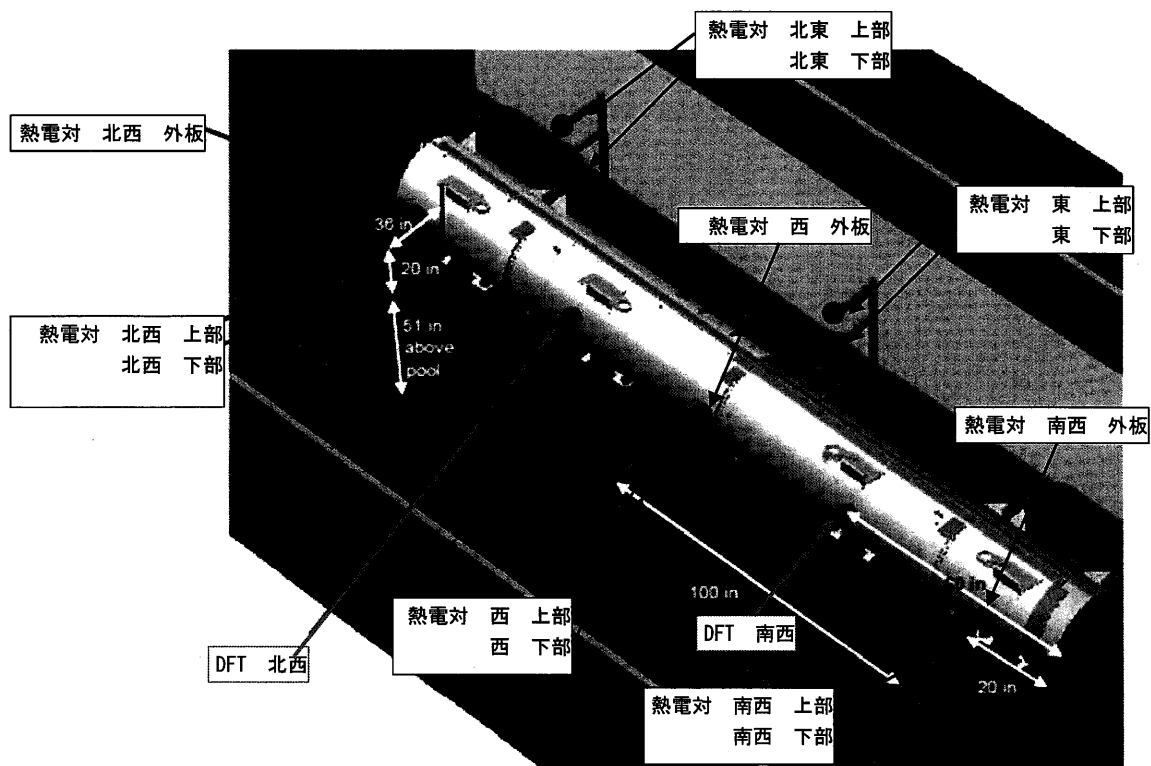 熱電対 北東 上部
北東 下部
熱電対 北西 外板
熱電対 東 上部
東 下部
熱電対 西 外板
36 in
20 in
熱電対 北西 上部
北西 下部
51 in
above
pool
熱電対 南西 外板
100 in
熱電対 西 上部
西 下部
DFT 南西
DFT 北西
20 in
熱電対 南西 上部
南西 下部